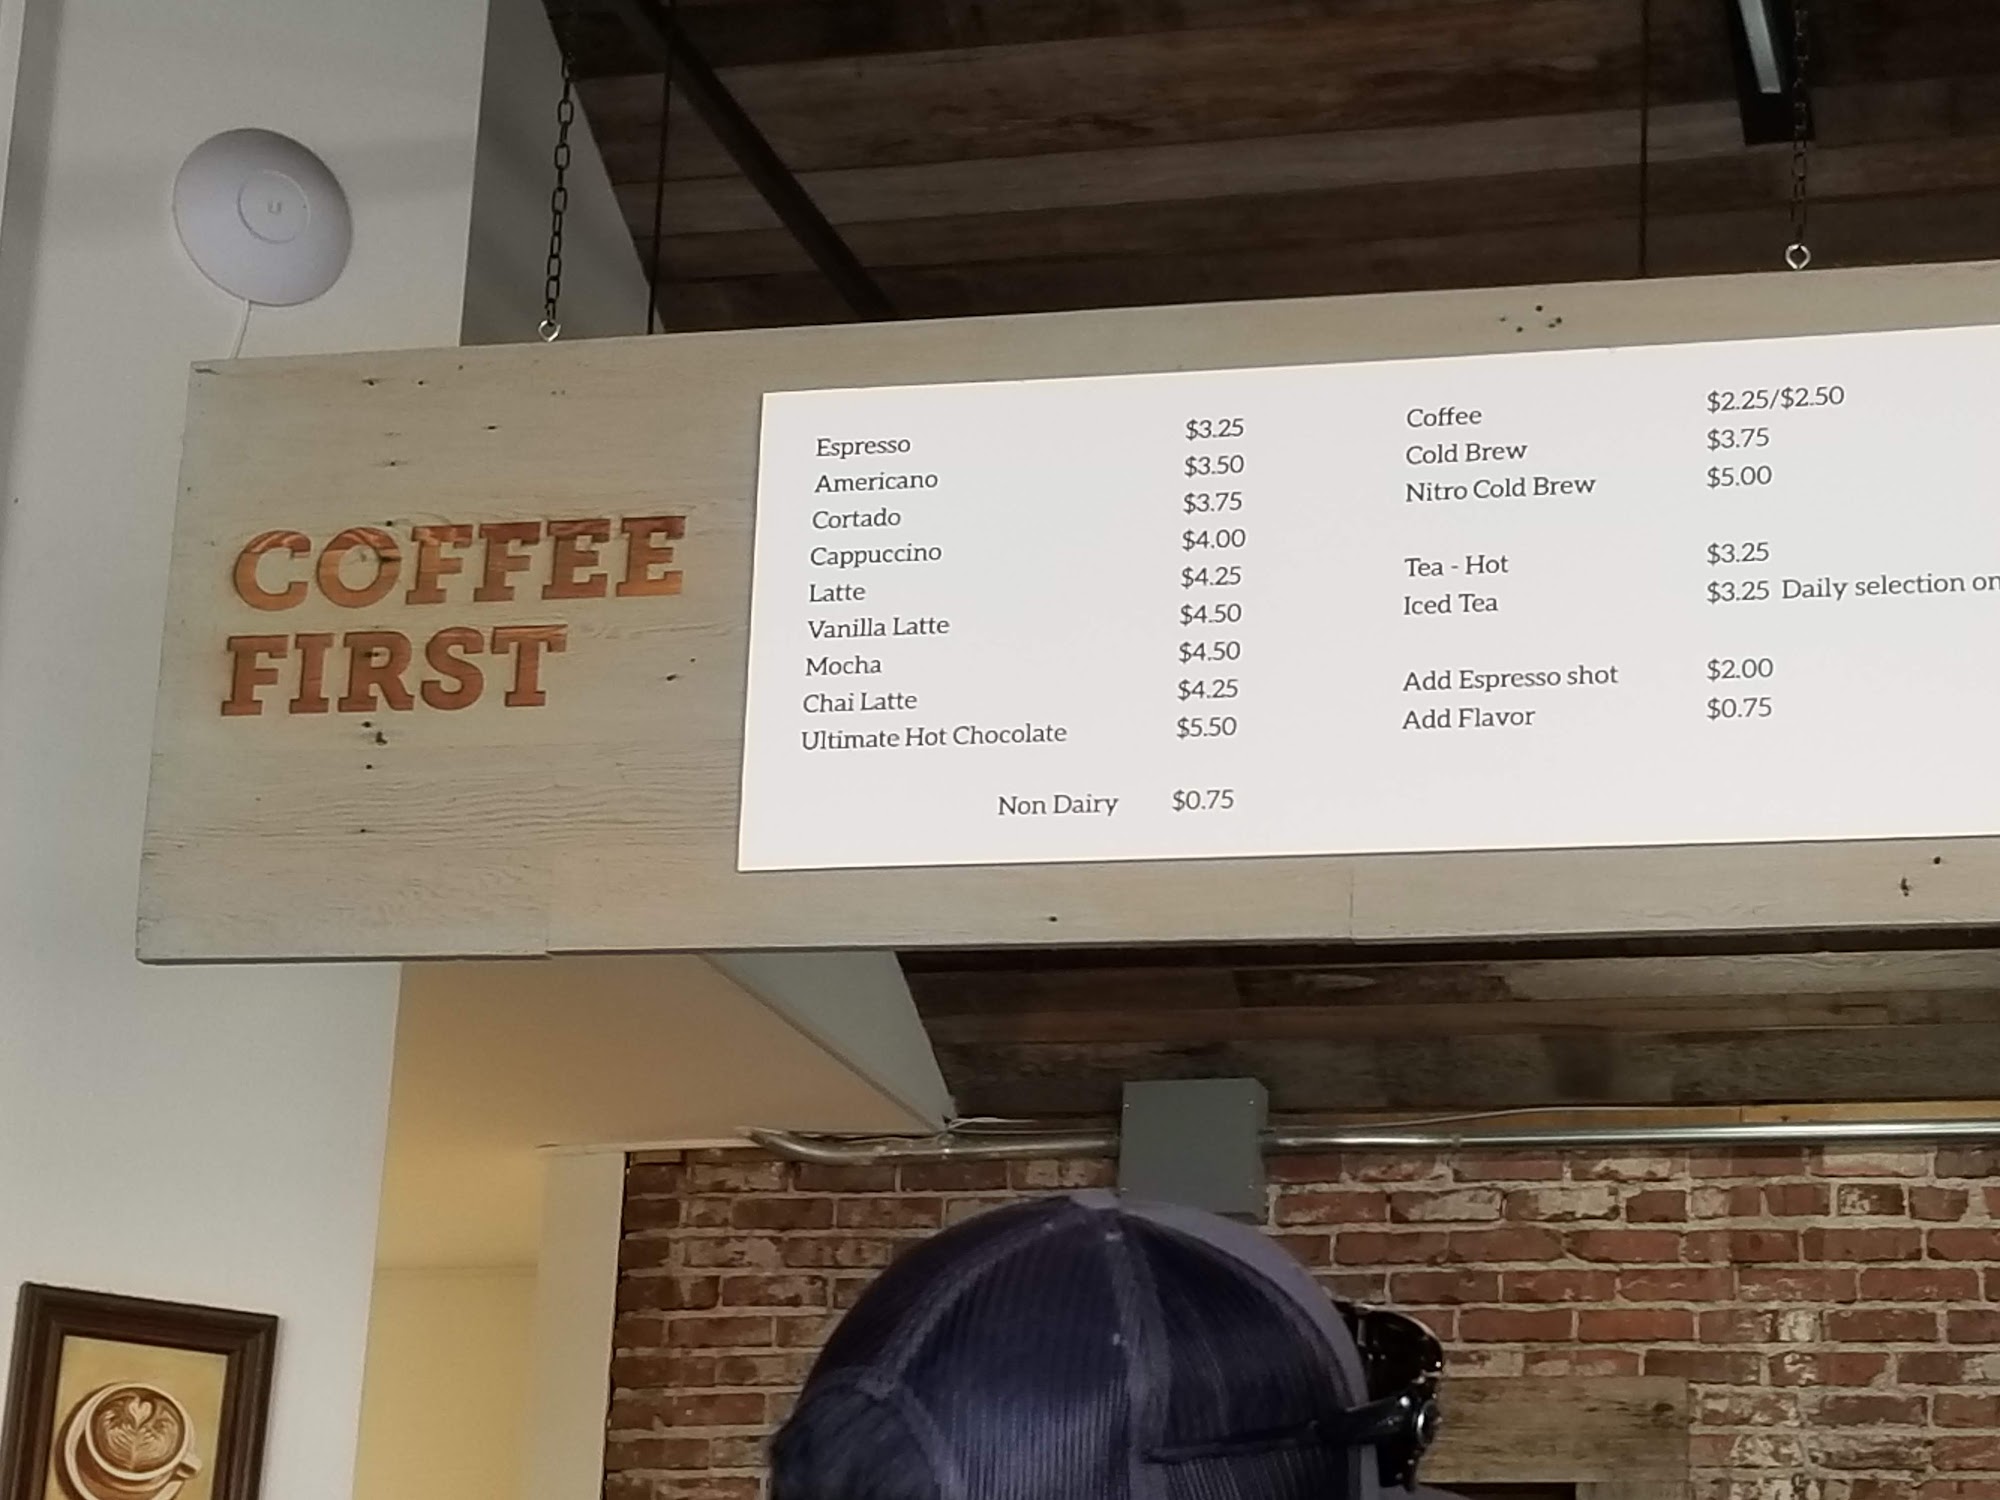 COFFEE
FIRST
Espresso $3.25
Americano $3.50
Cortado $3.75
Cappuccino $4.00
Latte $4.25
Vanilla Latte $4.50
Mocha $4.50
Chai Latte $4.25
Ultimate Hot Chocolate $5.50
Non Dairy $0.75
Coffee $2.25/$2.50
Cold Brew $3.75
Nitro Cold Brew $5.00
Tea - Hot $3.25
Iced Tea $3.25 Daily selection on
Add Espresso shot $2.00
Add Flavor $0.75